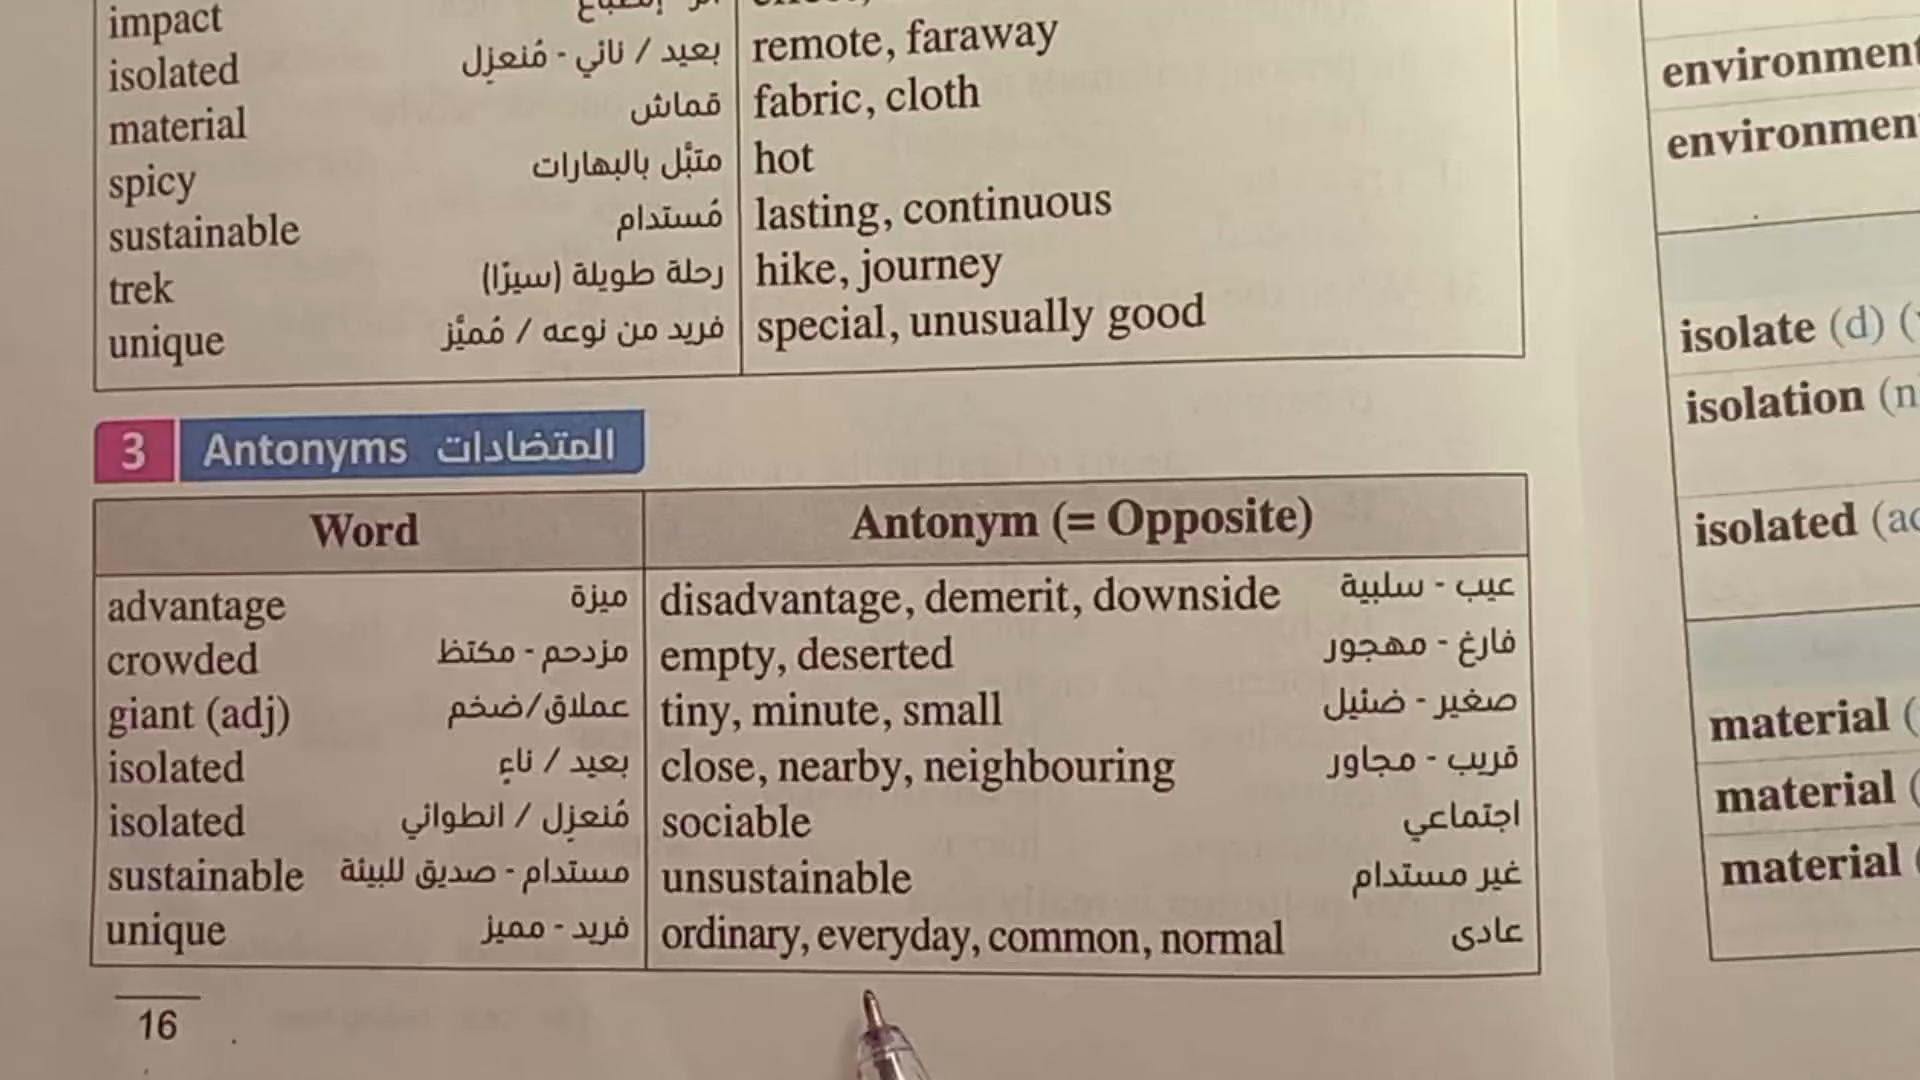 impact
isolated بعيد / نائي - مُنعزِل remote, faraway
material قماش fabric, cloth
spicy متبَّل بالبهارات hot
sustainable مُستدام lasting, continuous
trek رحلة طويلة (سيرًا) hike, journey
unique فريد من نوعه / مُميَّز special, unusually good
3 Antonyms المتضادات
Word Antonym (= Opposite)
advantage ميزة disadvantage, demerit, downside عيب - سلبية
crowded مزدحم - مكتظ empty, deserted فارغ - مهجور
giant (adj) عملاق/ضخم tiny, minute, small صغير - ضئيل
isolated بعيد / ناءٍ close, nearby, neighbouring قريب - مجاور
isolated مُنعزِل / انطوائي sociable اجتماعي
sustainable مستدام - صديق للبيئة unsustainable غير مستدام
unique فريد - مميز ordinary, everyday, common, normal عادى
16
environment
environmen
isolate (d)
isolation (n
isolated (ad
material (
material (
material (